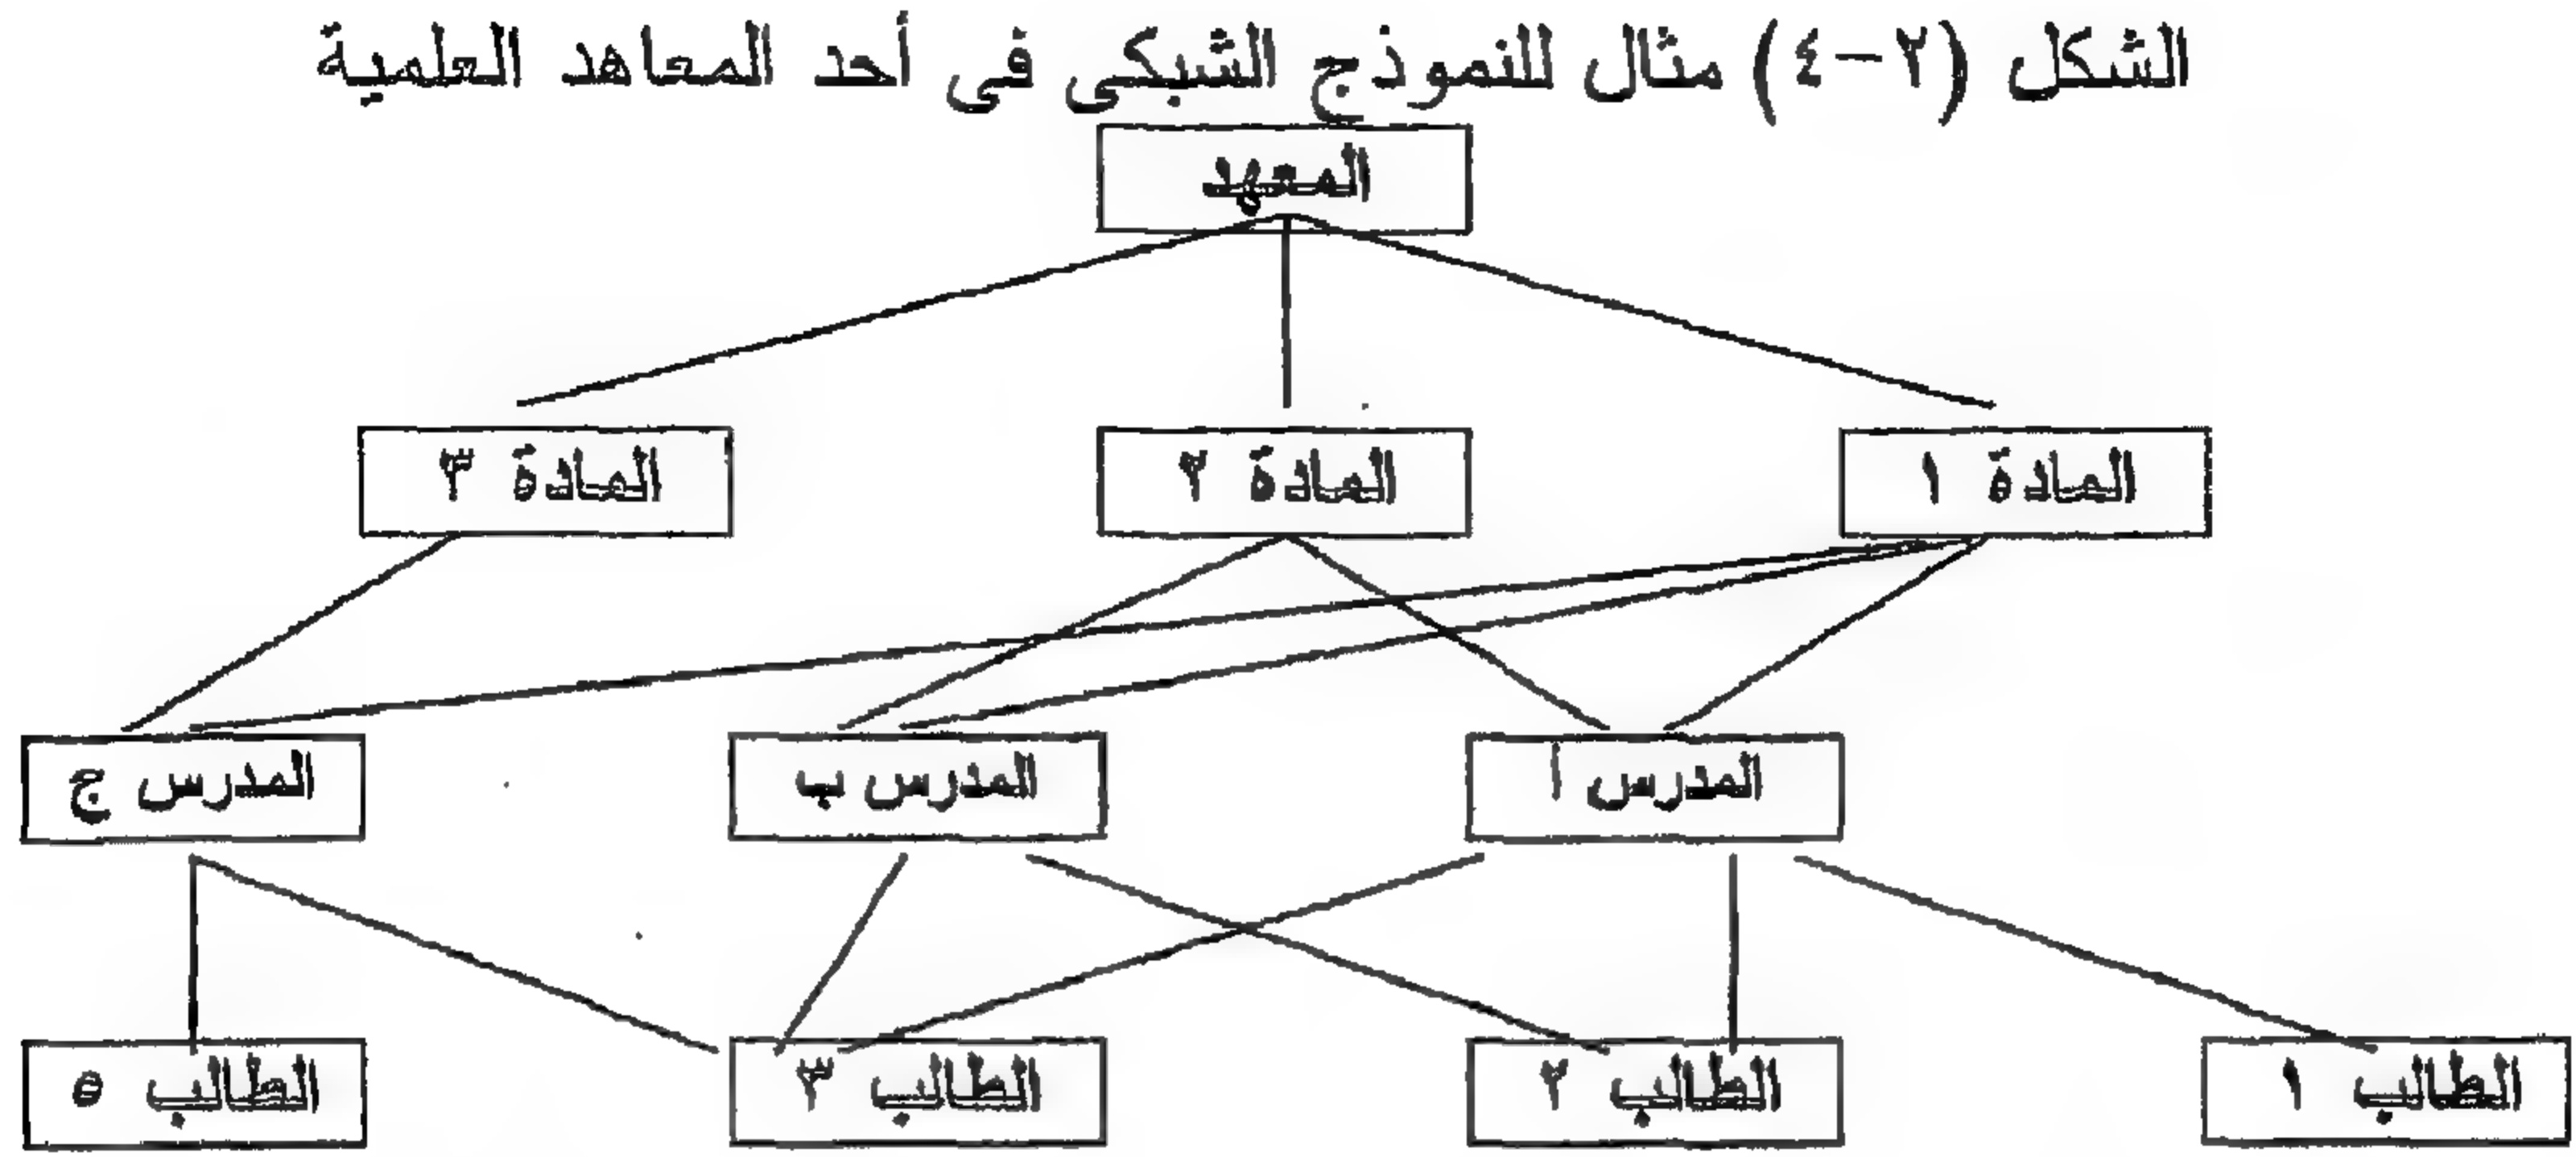 الشكل (٢-٤) مثال للنموذج الشبكى فى أحد المعاهد العلمية
المعهد
المادة ١
المادة ٢
المادة ٣
المدرس أ
المدرس ب
المدرس ج
الطالب ١
الطالب ٢
الطالب ٣
الطالب ٥